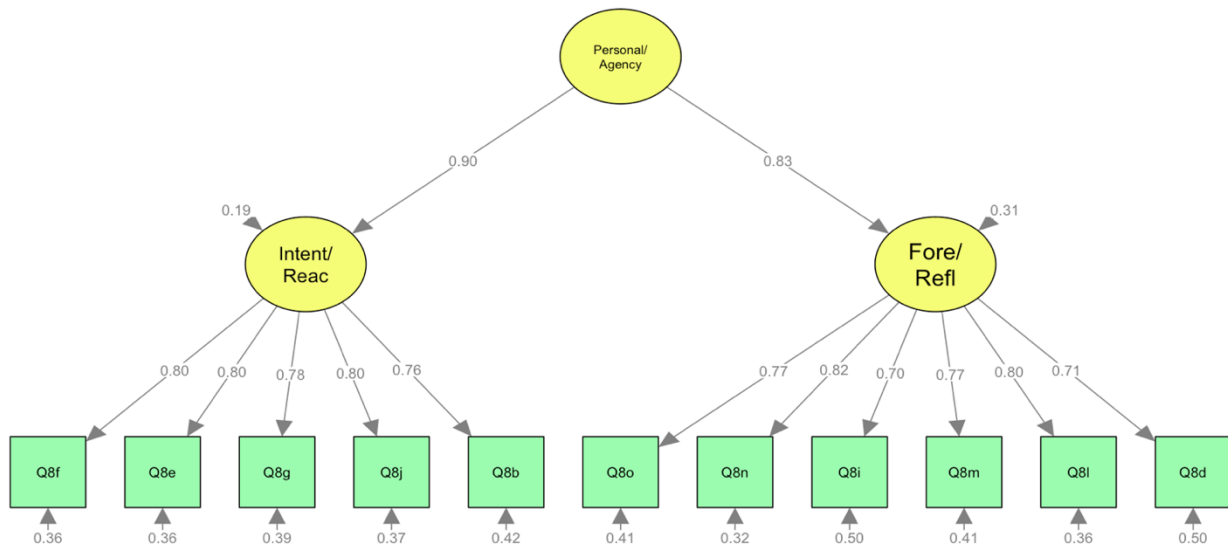 Personal/
Agency
0.90
0.83
0.19
0.31
Intent/
Reac
Fore/
Refl
0.80
0.80
0.78
0.80
0.76
0.77
0.82
0.70
0.77
0.80
0.71
Q8f
Q8e
Q8g
Q8j
Q8b
Q8o
Q8n
Q8i
Q8m
Q8l
Q8d
0.36
0.36
0.39
0.37
0.42
0.41
0.32
0.50
0.41
0.36
0.50